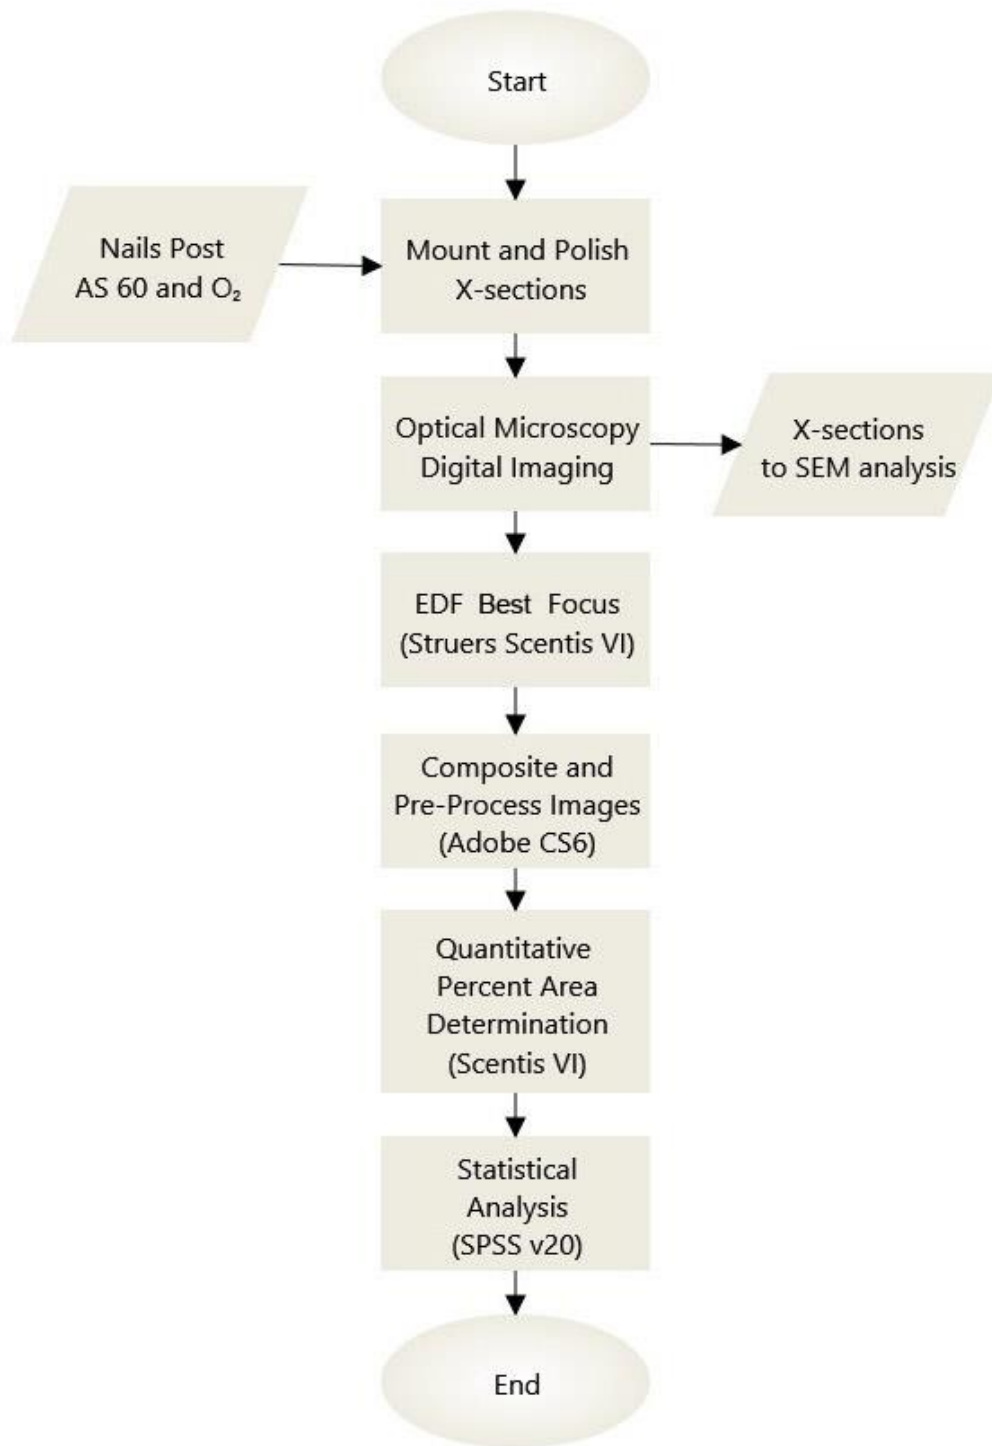 Start
Nails Post
AS 60 and O₂
Mount and Polish
X-sections
Optical Microscopy
Digital Imaging
X-sections
to SEM analysis
EDF Best Focus
(Struers Scentis VI)
Composite and
Pre-Process Images
(Adobe CS6)
Quantitative
Percent Area
Determination
(Scentis VI)
Statistical
Analysis
(SPSS v20)
End